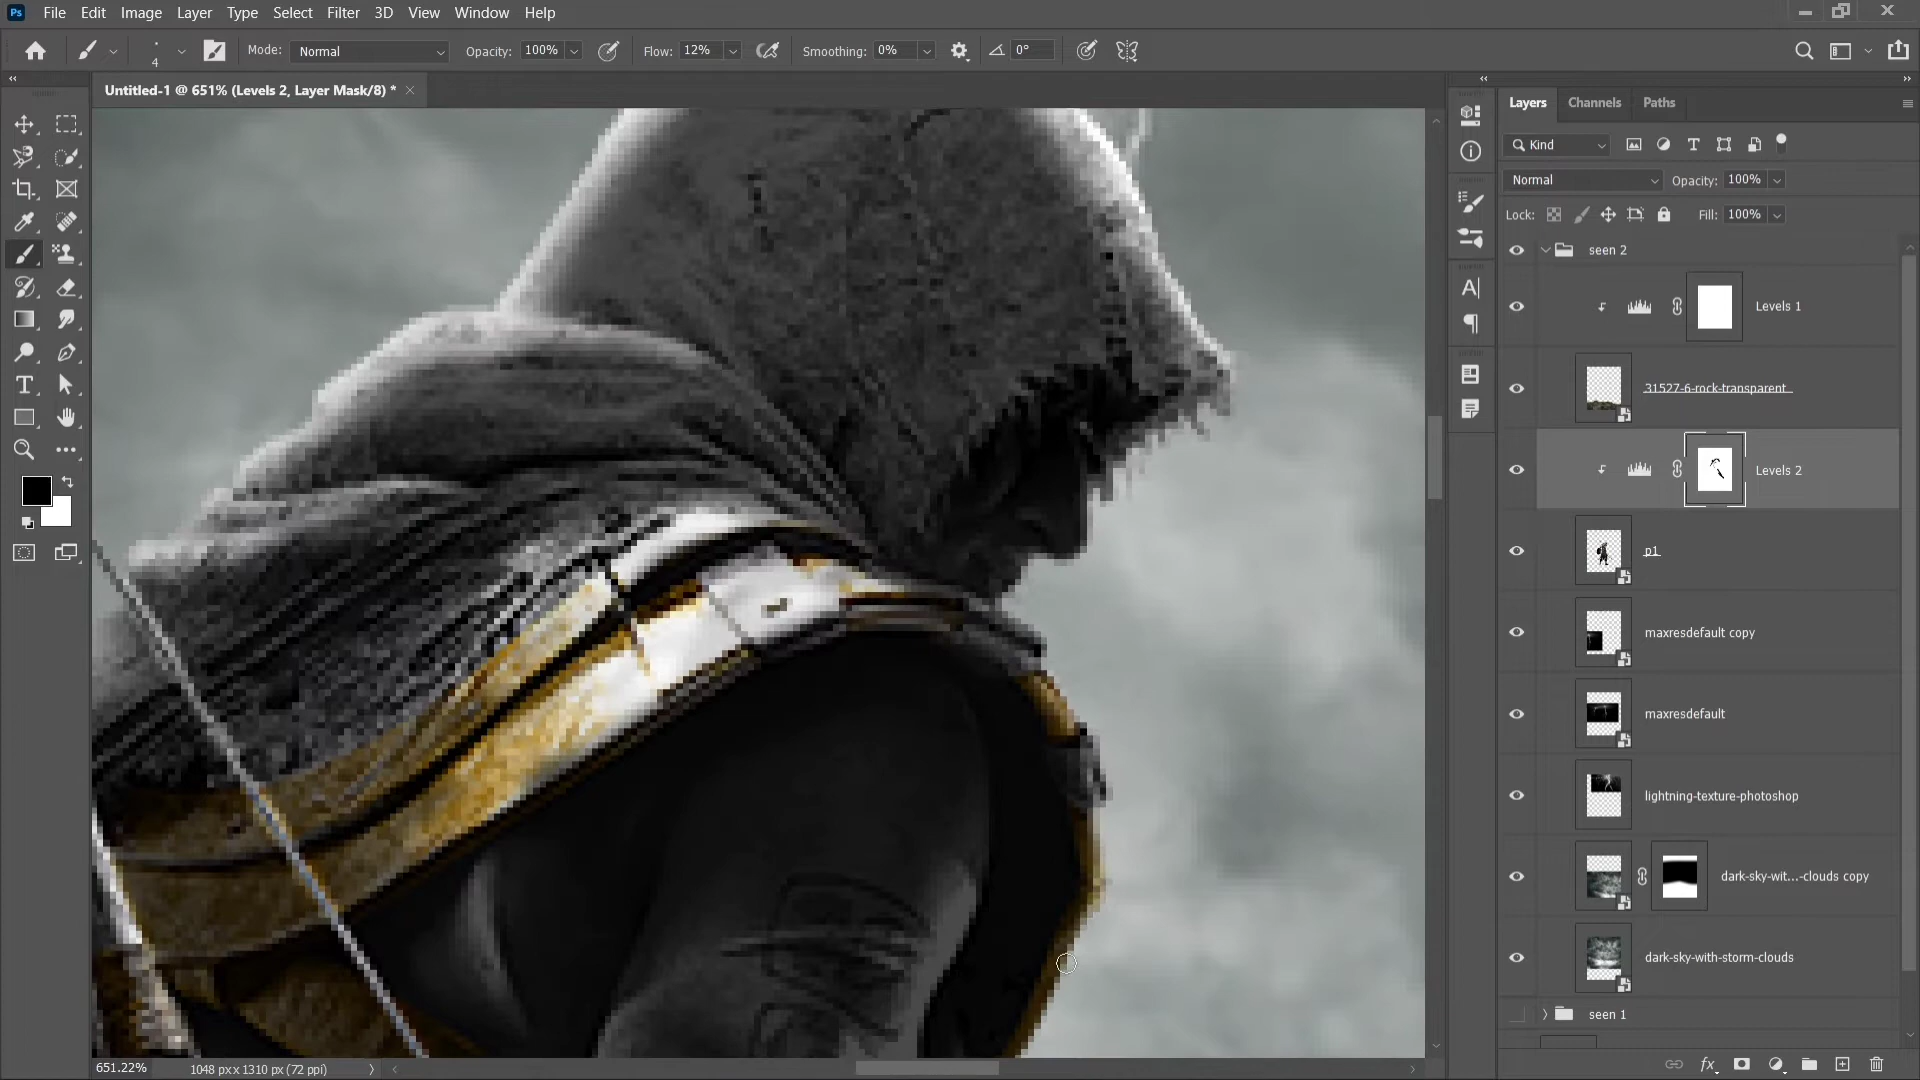 Ps File Edit Image Layer Type Select Filter 3D View Window Help
4 Mode: Normal Opacity: 100% Flow: 12% Smoothing: 0% 0°
Untitled-1 @ 651% (Levels 2, Layer Mask/8) *
Layers Channels Paths
Kind
Normal Opacity: 100%
Lock: Fill: 100%
seen 2
Levels 1
31527-6-rock-transparent
Levels 2
p1
maxresdefault copy
maxresdefault
lightning-texture-photoshop
dark-sky-wit...-clouds copy
dark-sky-with-storm-clouds
seen 1
651.22% 1048 px x 1310 px (72 ppi)